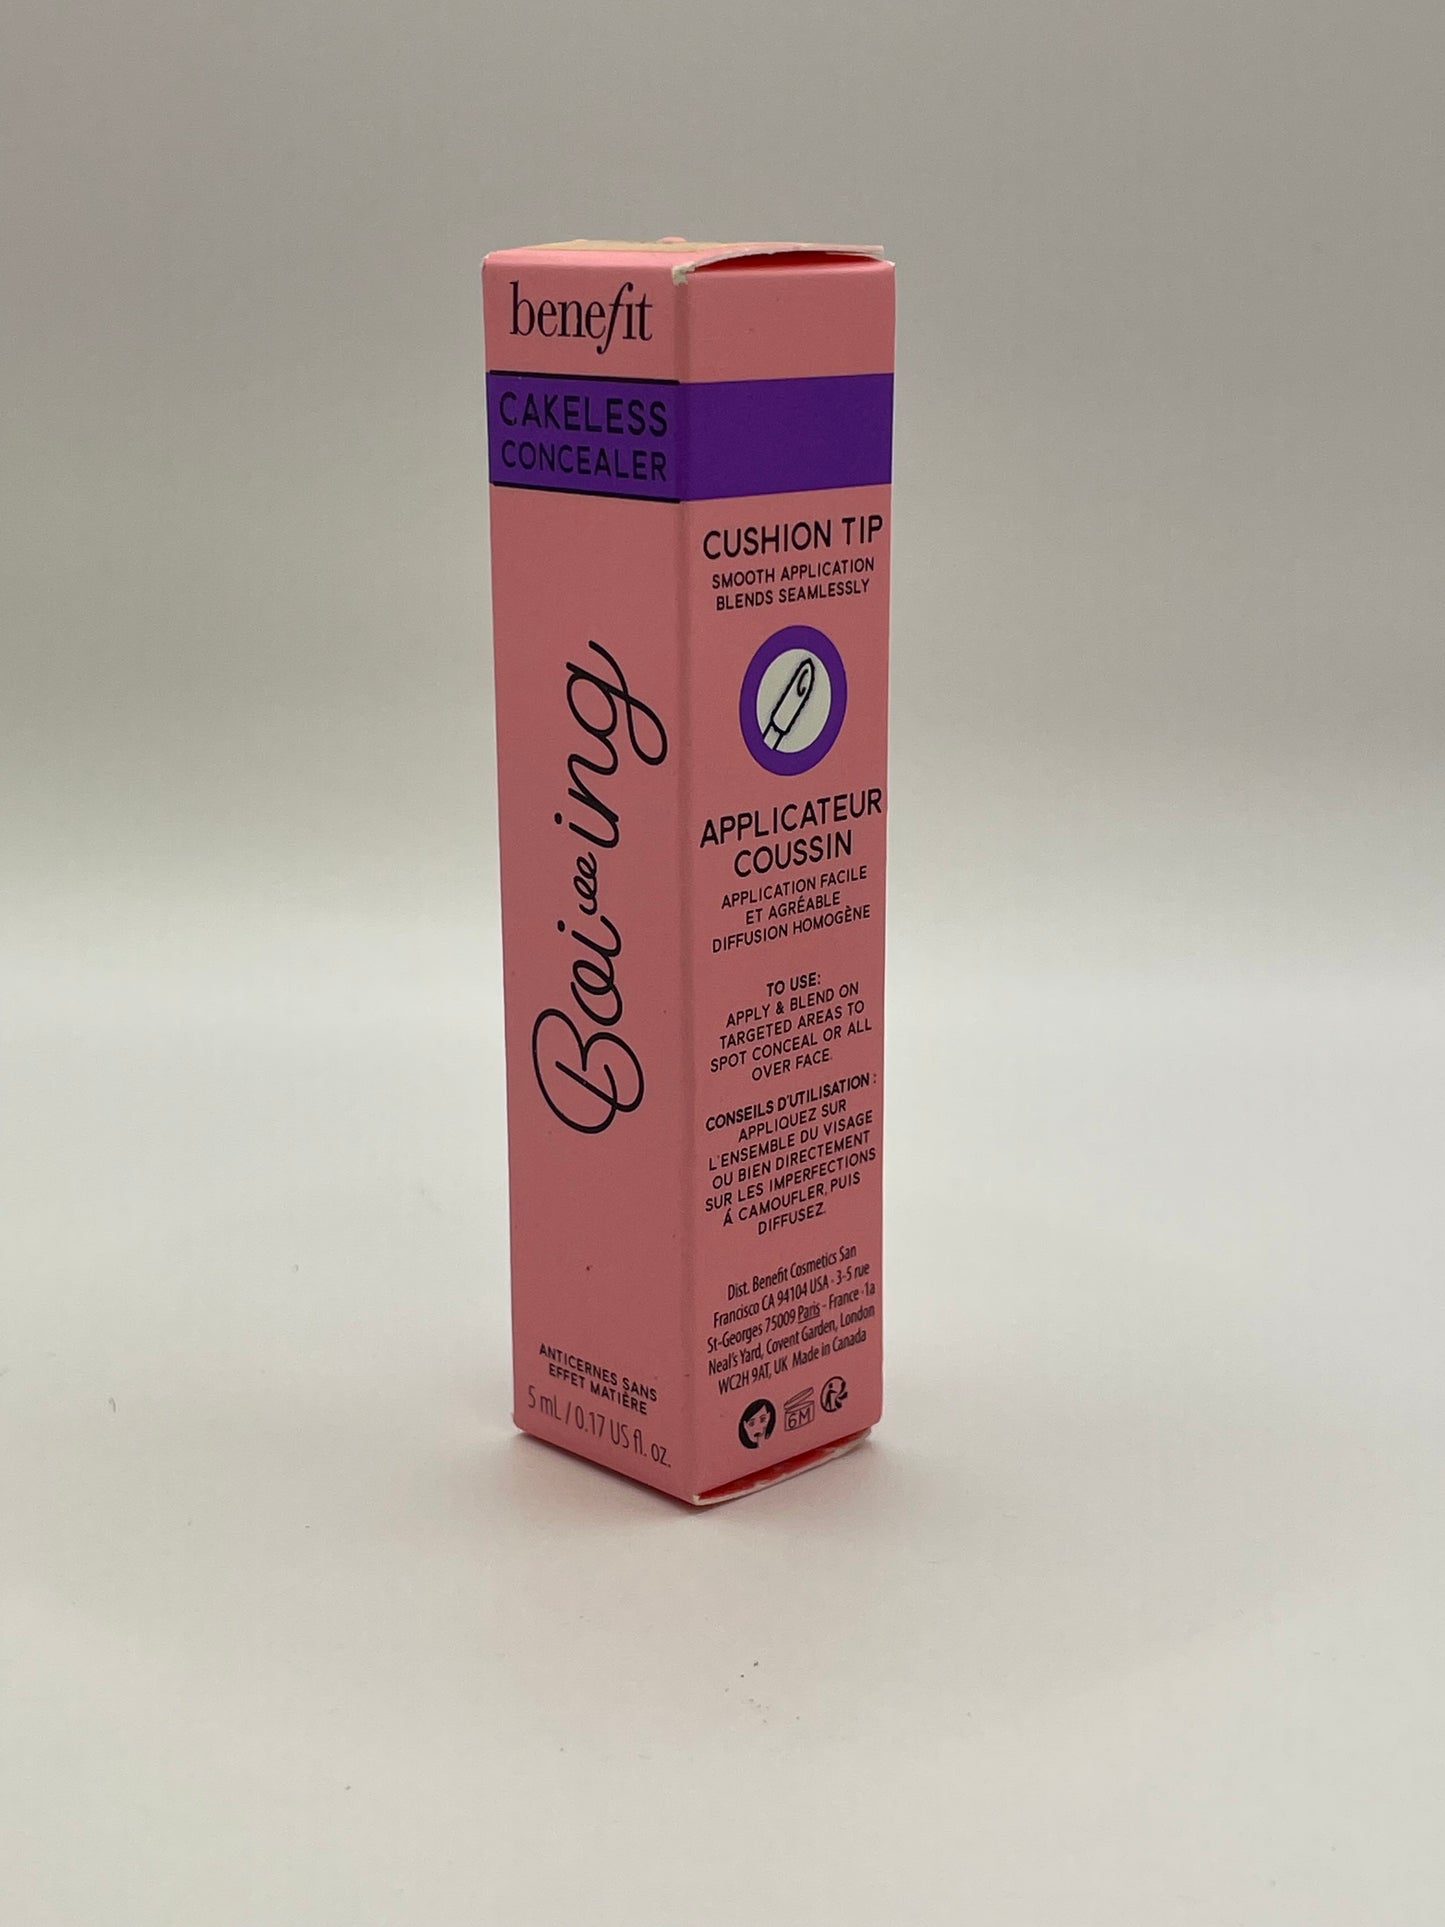 benefit
CAKELESS
CONCEALER
Boi-ing
ANTICERNES SANS
EFFET MATIÈRE
5 mL / 0.17 US fl. oz.
CUSHION TIP
SMOOTH APPLICATION
BLENDS SEAMLESSLY
APPLICATEUR
COUSSIN
APPLICATION FACILE
ET AGRÉABLE
DIFFUSION HOMOGÈNE
TO USE:
APPLY & BLEND ON
TARGETED AREAS TO
SPOT CONCEAL OR ALL
OVER FACE.
CONSEILS D'UTILISATION :
APPLIQUEZ SUR
L'ENSEMBLE DU VISAGE
OU BIEN DIRECTEMENT
SUR LES IMPERFECTIONS
Á CAMOUFLER, PUIS
DIFFUSEZ.
Dist. Benefit Cosmetics San
Francisco CA 94104 USA - 3-5 rue
St-Georges 75009 Paris - France - 1a
Neal's Yard, Covent Garden, London
WC2H 9AT, UK Made in Canada
6M